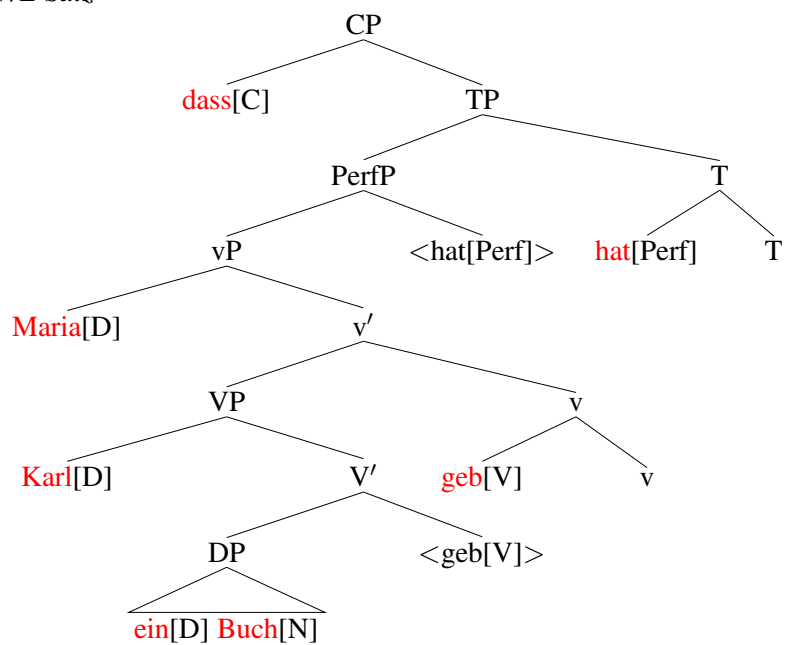 CP
dass[C] TP
PerfP T
vP <hat[Perf]> hat[Perf] T
Maria[D] v′
VP v
Karl[D] V′ geb[V] v
DP <geb[V]>
ein[D] Buch[N]